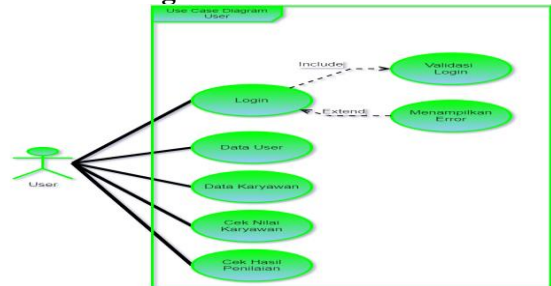 Use Case Diagram
User
Include
Validasi
Login
Login
Extend
Menampilkan
Error
Data User
Data Karyawan
User
Cek Nilai
Karyawan
Cek Hasil
Penilaian